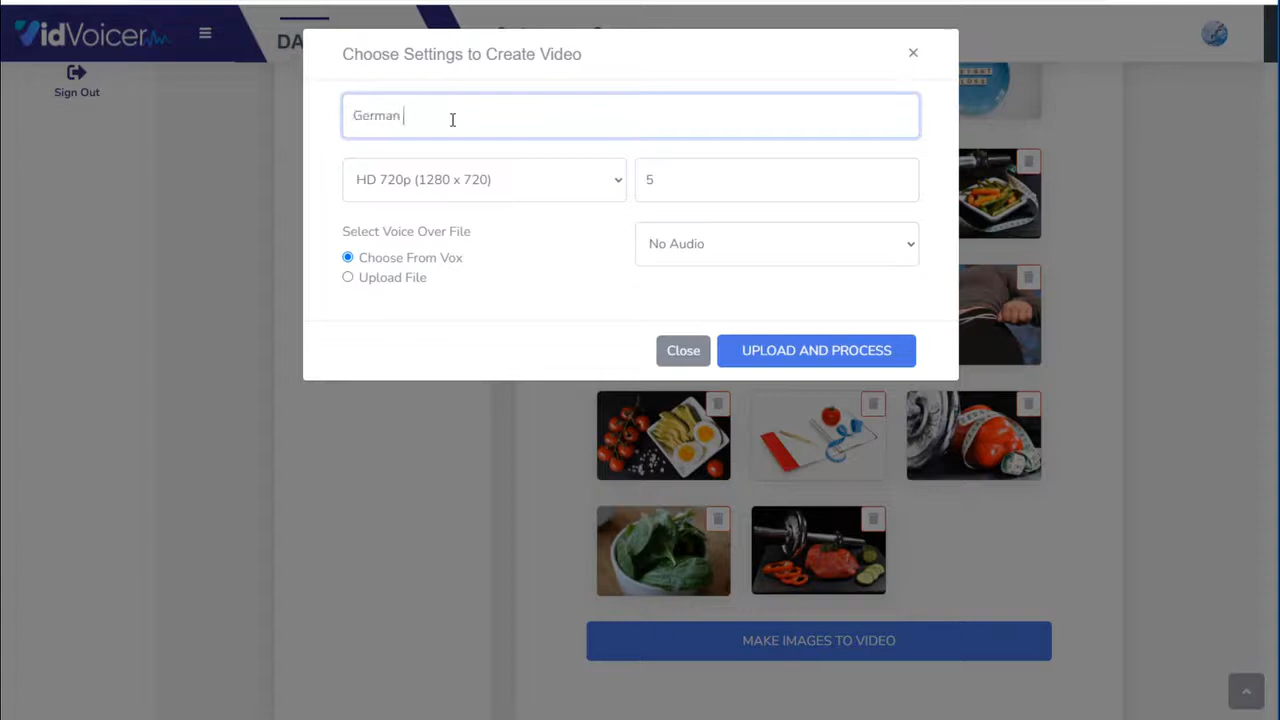 VidVoicer
DA
Sign Out
Choose Settings to Create Video
×
German
HD 720p (1280 x 720)
5
Select Voice Over File
Choose From Vox
Upload File
No Audio
Close
UPLOAD AND PROCESS
MAKE IMAGES TO VIDEO